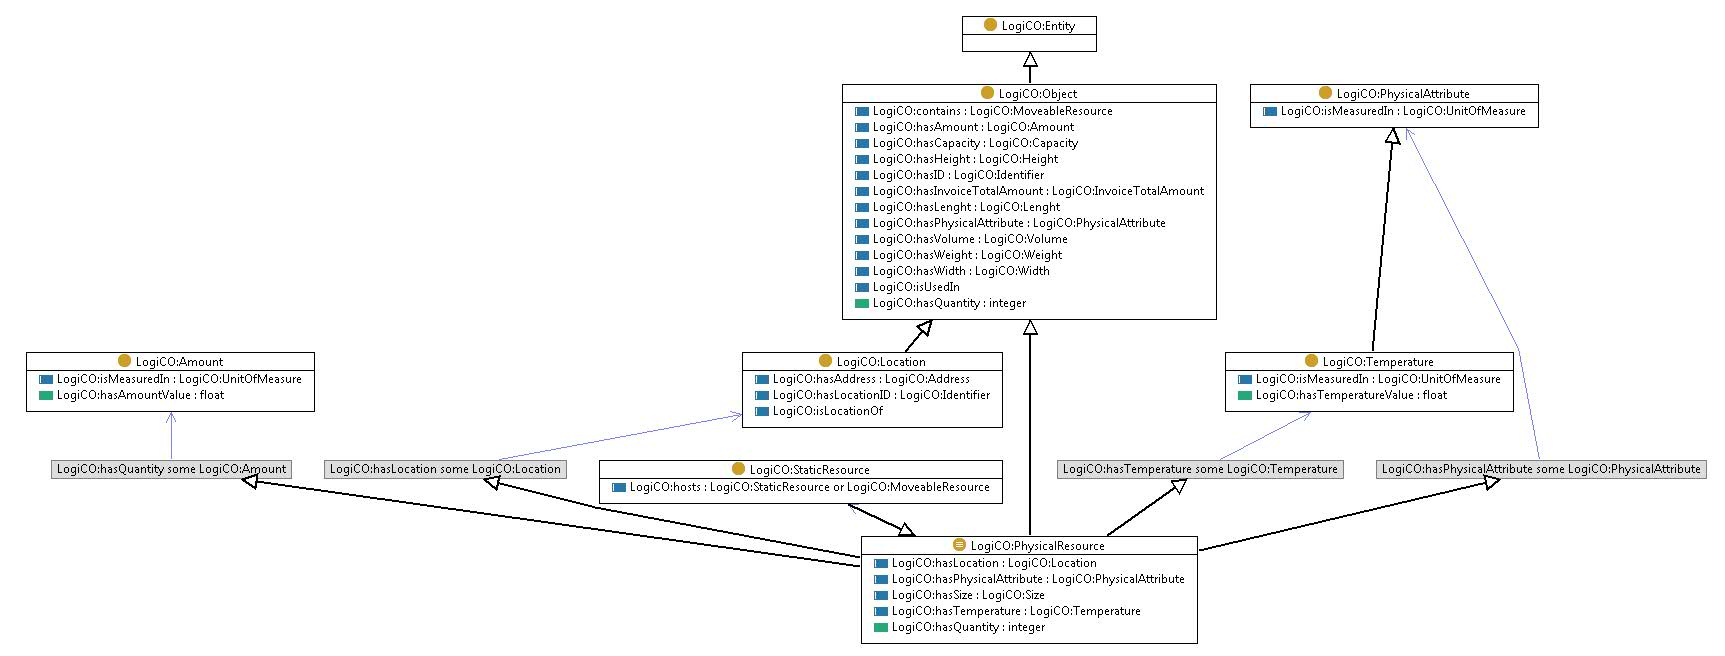 LogiCO:Entity
LogiCO:Object
LogiCO:contains : LogiCO:MoveableResource
LogiCO:hasAmount : LogiCO:Amount
LogiCO:hasCapacity : LogiCO:Capacity
LogiCO:hasHeight : LogiCO:Height
LogiCO:hasID : LogiCO:Identifier
LogiCO:hasInvoiceTotalAmount : LogiCO:InvoiceTotalAmount
LogiCO:hasLenght : LogiCO:Lenght
LogiCO:hasPhysicalAttribute : LogiCO:PhysicalAttribute
LogiCO:hasVolume : LogiCO:Volume
LogiCO:hasWeight : LogiCO:Weight
LogiCO:hasWidth : LogiCO:Width
LogiCO:isUsedIn
LogiCO:hasQuantity : integer
LogiCO:PhysicalAttribute
LogiCO:isMeasuredIn : LogiCO:UnitOfMeasure
LogiCO:Amount
LogiCO:isMeasuredIn : LogiCO:UnitOfMeasure
LogiCO:hasAmountValue : float
LogiCO:Location
LogiCO:hasAddress : LogiCO:Address
LogiCO:hasLocationID : LogiCO:Identifier
LogiCO:isLocationOf
LogiCO:Temperature
LogiCO:isMeasuredIn : LogiCO:UnitOfMeasure
LogiCO:hasTemperatureValue : float
LogiCO:hasQuantity some LogiCO:Amount
LogiCO:hasLocation some LogiCO:Location
LogiCO:StaticResource
LogiCO:hosts : LogiCO:StaticResource or LogiCO:MoveableResource
LogiCO:hasTemperature some LogiCO:Temperature
LogiCO:hasPhysicalAttribute some LogiCO:PhysicalAttribute
LogiCO:PhysicalResource
LogiCO:hasLocation : LogiCO:Location
LogiCO:hasPhysicalAttribute : LogiCO:PhysicalAttribute
LogiCO:hasSize : LogiCO:Size
LogiCO:hasTemperature : LogiCO:Temperature
LogiCO:hasQuantity : integer